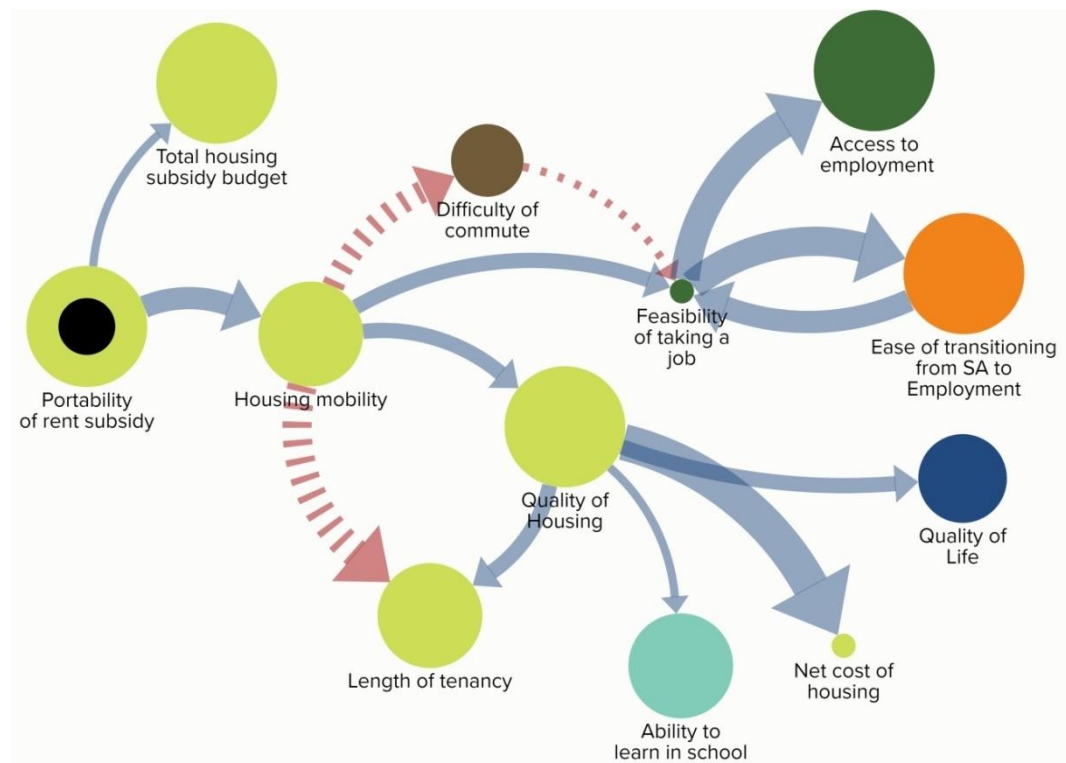 Total housing
subsidy budget
Access to
employment
Difficulty of
commute
Feasibility
of taking a
job
Ease of transitioning
from SA to
Employment
Portability
of rent subsidy
Housing mobility
Quality of
Housing
Quality of
Life
Length of tenancy
Net cost of
housing
Ability to
learn in school